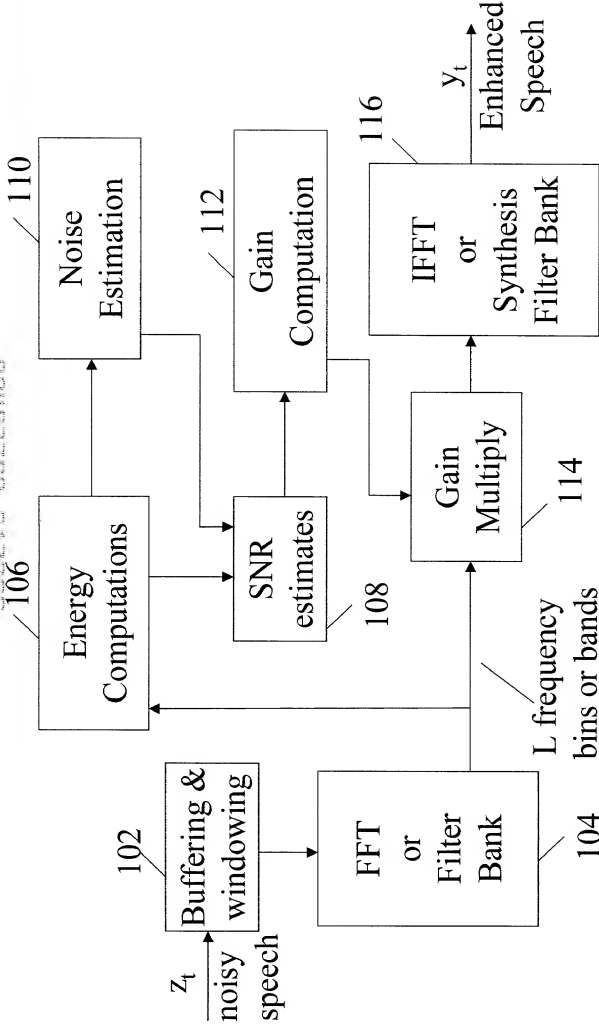 z_t
noisy
speech
102
Buffering &
windowing
FFT
or
Filter
Bank
104
L frequency
bins or bands
106
Energy
Computations
110
Noise
Estimation
SNR
estimates
108
112
Gain
Computation
Gain
Multiply
114
116
IFFT
or
Synthesis
Filter Bank
y_t
Enhanced
Speech